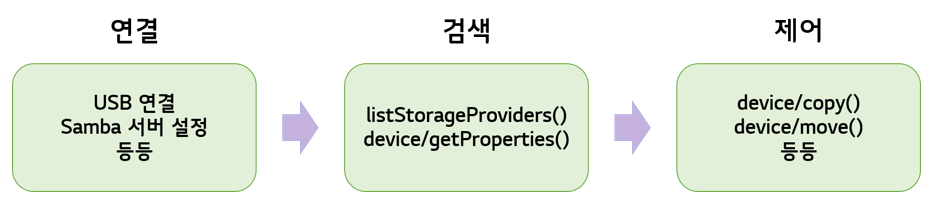 연결
USB 연결
Samba 서버 설정
등등
검색
listStorageProviders()
device/getProperties()
제어
device/copy()
device/move()
등등